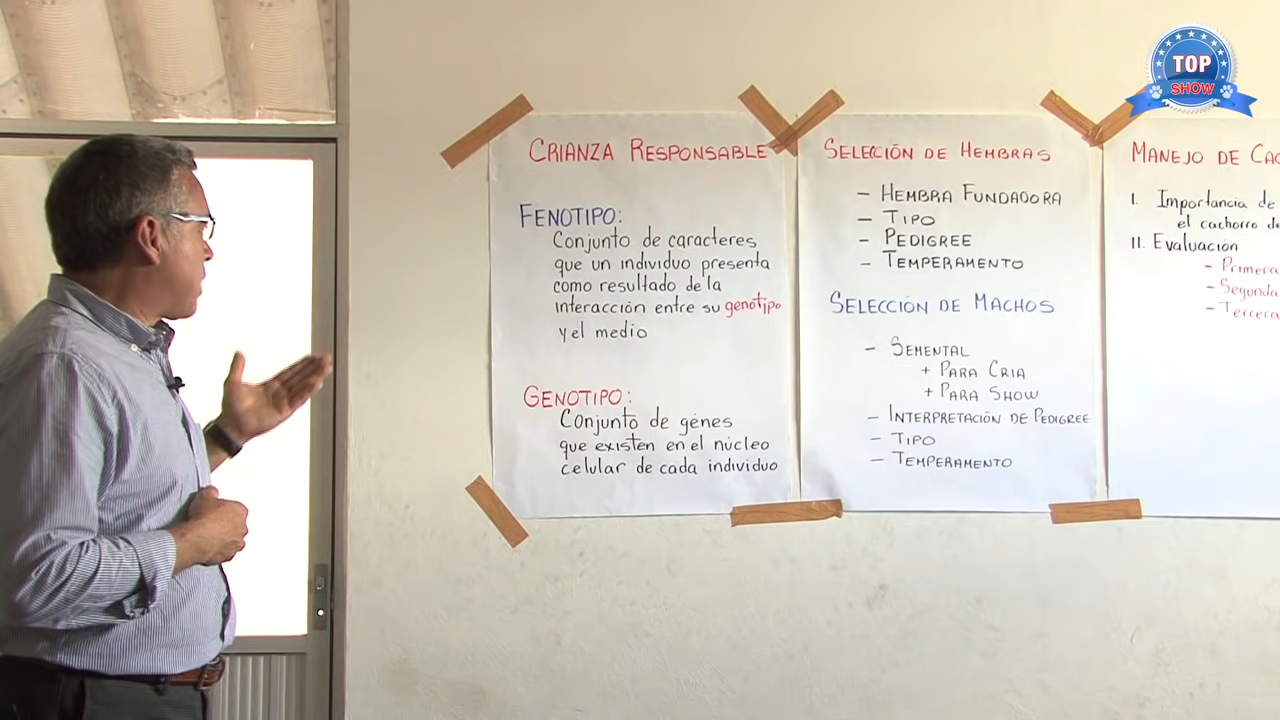 TOP
SHOW
CRIANZA RESPONSABLE
FENOTIPO:
Conjunto de caracteres
que un individuo presenta
como resultado de la
interacción entre su genotipo
y el medio
GENOTIPO:
Conjunto de genes
que existen en el núcleo
celular de cada individuo
SELECCIÓN DE HEMBRAS
- HEMBRA FUNDADORA
- TIPO
- PEDIGREE
- TEMPERAMENTO
SELECCIÓN DE MACHOS
- SEMENTAL
+ PARA CRIA
+ PARA SHOW
- INTERPRETACIÓN DE PEDIGREE
- TIPO
- TEMPERAMENTO
MANEJO DE
I. Importancia de
el cachorro
II. Evaluación
- Primera
- Segunda
- Tercera